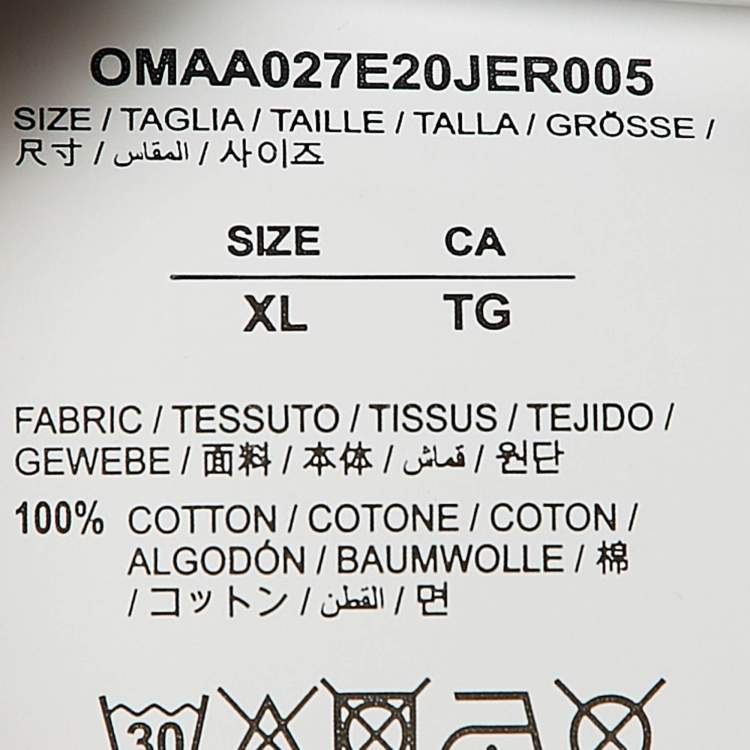 OMAA027E20JER005
SIZE / TAGLIA / TAILLE / TALLA / GRÖSSE /
尺寸 / المقاس / 사이즈
SIZE CA
XL TG
FABRIC / TESSUTO / TISSUS / TEJIDO /
GEWEBE / 面料 / 本体 / قماش / 원단
100% COTTON / COTONE / COTON /
ALGODÓN / BAUMWOLLE / 棉
/ コットン / القطن / 면
30